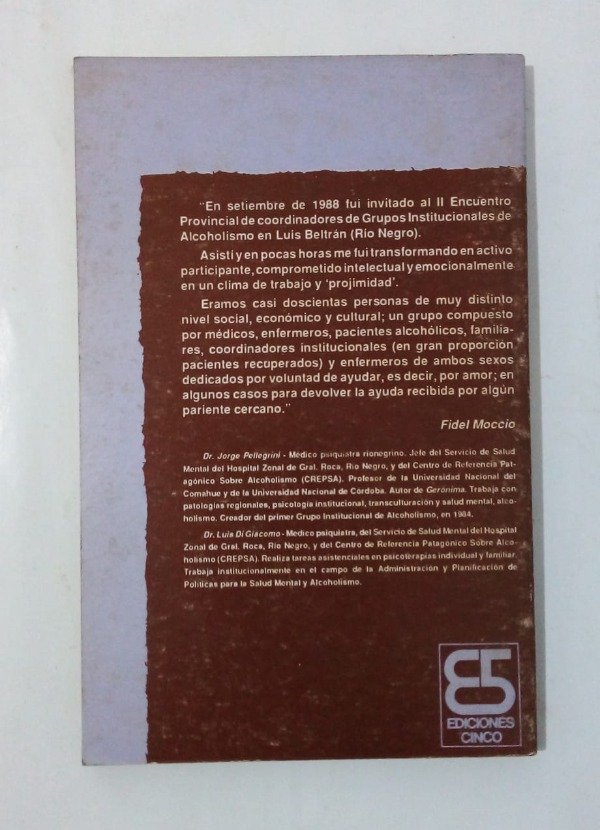 "En setiembre de 1988 fui invitado al II Encuentro
Provincial de coordinadores de Grupos Institucionales de
Alcoholismo en Luis Beltrán (Río Negro).
Asistí y en pocas horas me fui transformando en activo
participante, comprometido intelectual y emocionalmente
en un clima de trabajo y 'projimidad'.
Eramos casi doscientas personas de muy distinto
nivel social, económico y cultural; un grupo compuesto
por médicos, enfermeros, pacientes alcohólicos, familia-
res, coordinadores institucionales (en gran proporción
pacientes recuperados) y enfermeros de ambos sexos
dedicados por voluntad de ayudar, es decir, por amor; en
algunos casos para devolver la ayuda recibida por algún
pariente cercano."
Fidel Moccio
Dr. Jorge Pellegrini - Médico psiquiatra rionegrino. Jefe del Servicio de Salud
Mental del Hospital Zonal de Gral. Roca, Río Negro, y del Centro de Referencia Pat-
agónico Sobre Alcoholismo (CREPSA). Profesor de la Universidad Nacional del
Comahue y de la Universidad Nacional de Córdoba. Autor de Gerónima. Trabaja con
patologías regionales, psicología institucional, transculturación y salud mental, alco-
holismo. Creador del primer Grupo Institucional de Alcoholismo, en 1984.
Dr. Luis Di Giacomo - Médico psiquiatra, del Servicio de Salud Mental del Hospital
Zonal de Gral. Roca, Río Negro, y del Centro de Referencia Patagónico Sobre Alco-
holismo (CREPSA). Realiza tareas asistenciales en psicoterapias individual y familiar.
Trabaja institucionalmente en el campo de la Administración y Planificación de
Políticas para la Salud Mental y Alcoholismo.
E5
EDICIONES
CINCO